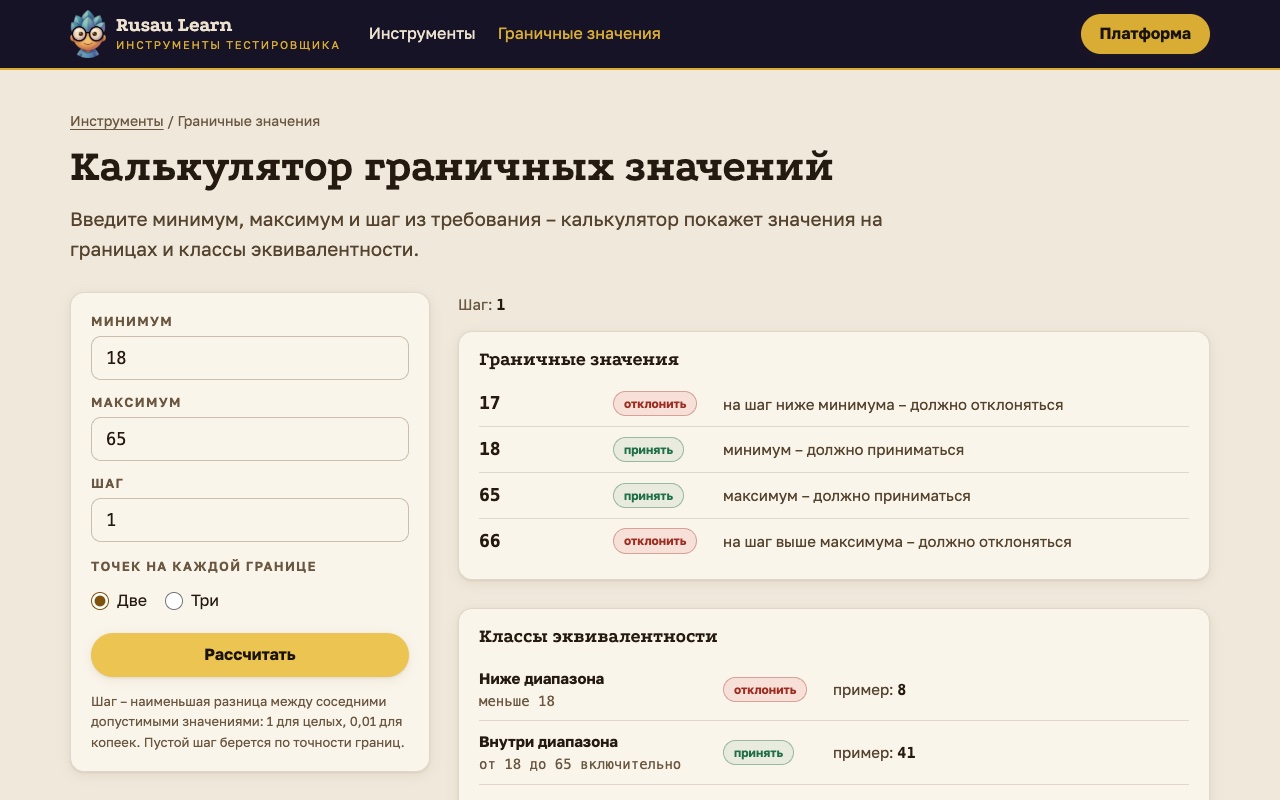 Rusau Learn
ИНСТРУМЕНТЫ ТЕСТИРОВЩИКА
Инструменты
Граничные значения
Платформа
Инструменты / Граничные значения
Калькулятор граничных значений
Введите минимум, максимум и шаг из требования – калькулятор покажет значения на
границах и классы эквивалентности.
МИНИМУМ
18
МАКСИМУМ
65
ШАГ
1
ТОЧЕК НА КАЖДОЙ ГРАНИЦЕ
Две
Три
Рассчитать
Шаг – наименьшая разница между соседними
допустимыми значениями: 1 для целых, 0,01 для
копеек. Пустой шаг берется по точности границ.
Шаг: 1
Граничные значения
17 отклонить на шаг ниже минимума – должно отклоняться
18 принять минимум – должно приниматься
65 принять максимум – должно приниматься
66 отклонить на шаг выше максимума – должно отклоняться
Классы эквивалентности
Ниже диапазона
меньше 18
отклонить пример: 8
Внутри диапазона
от 18 до 65 включительно
принять пример: 41